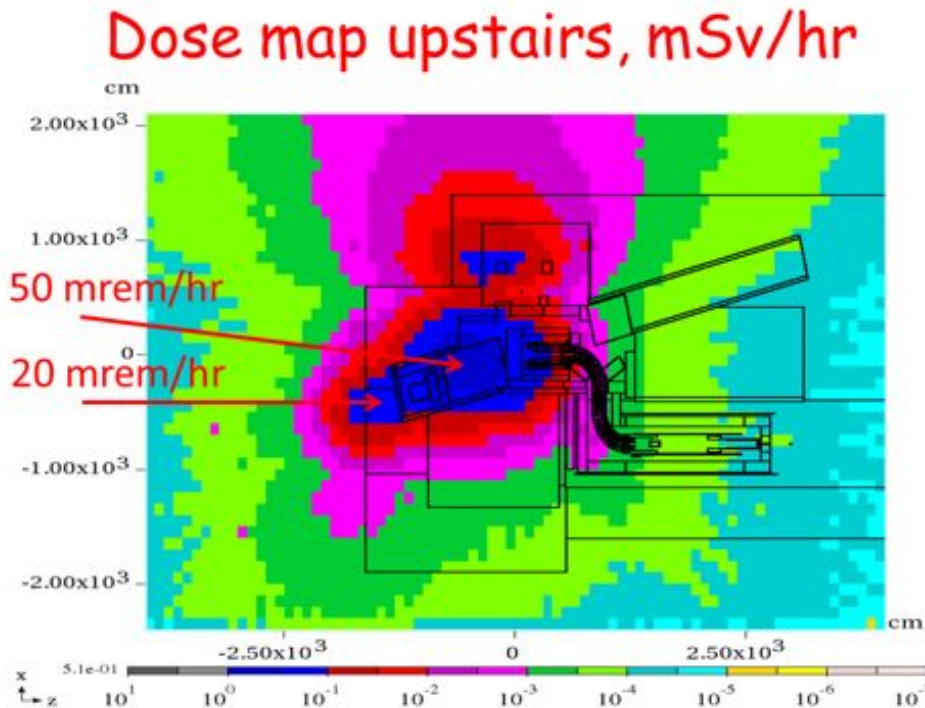 Dose map upstairs, mSv/hr
cm
2.00x10³
1.00x10³
50 mrem/hr
0
20 mrem/hr
-1.00x10³
-2.00x10³
cm
-2.50x10³ 0 2.50x10³
5.1e-01
x
z
10¹ 10⁰ 10⁻¹ 10⁻² 10⁻³ 10⁻⁴ 10⁻⁵ 10⁻⁶